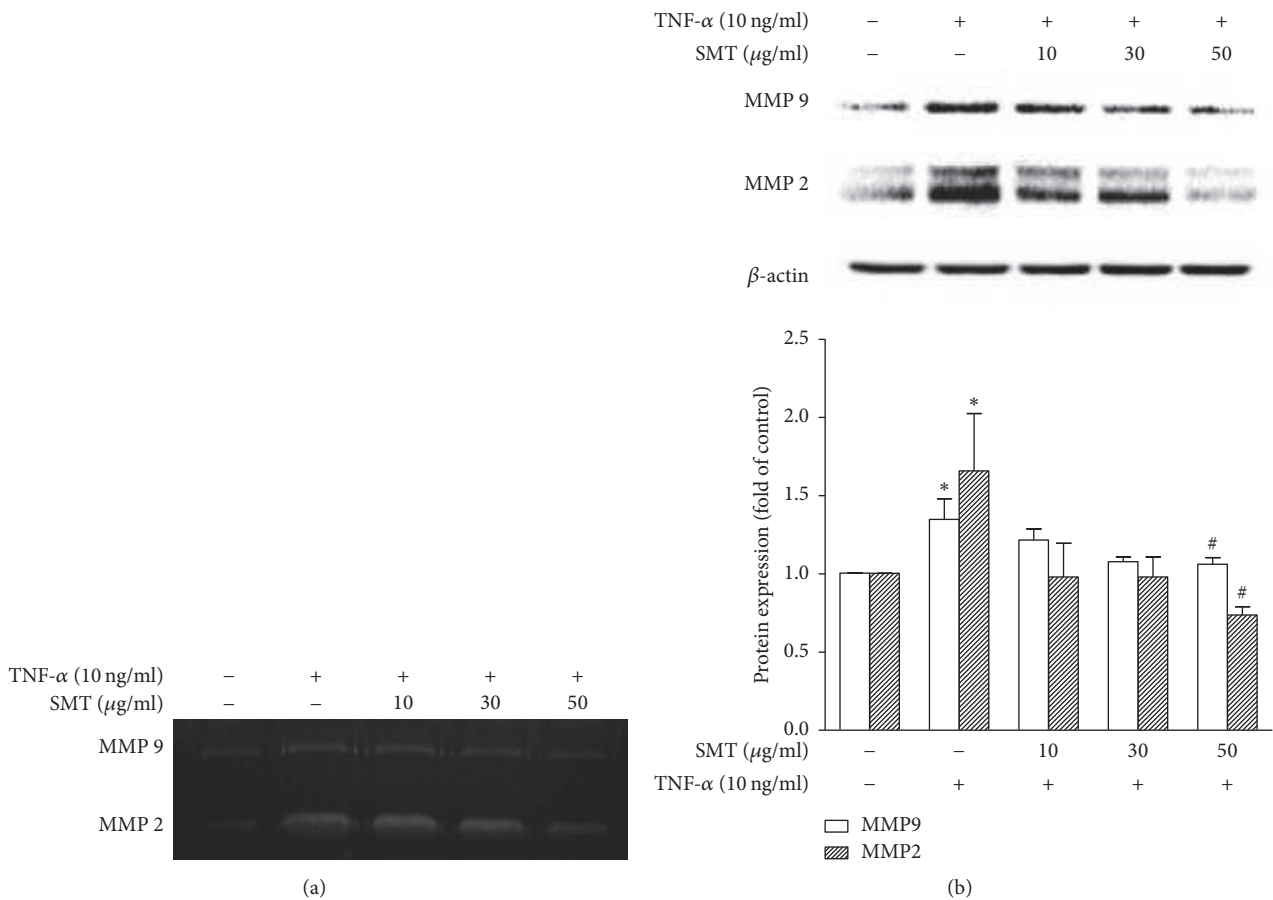 TNF-α (10 ng/ml) − + + + +
SMT (μg/ml) − − 10 30 50
MMP 9
MMP 2
(a)
TNF-α (10 ng/ml) − + + + +
SMT (μg/ml) − − 10 30 50
MMP 9
MMP 2
β-actin
Protein expression (fold of control)
2.5
2.0
1.5
1.0
0.5
0.0
* * # #
SMT (μg/ml) − − 10 30 50
TNF-α (10 ng/ml) − + + + +
MMP9
MMP2
(b)